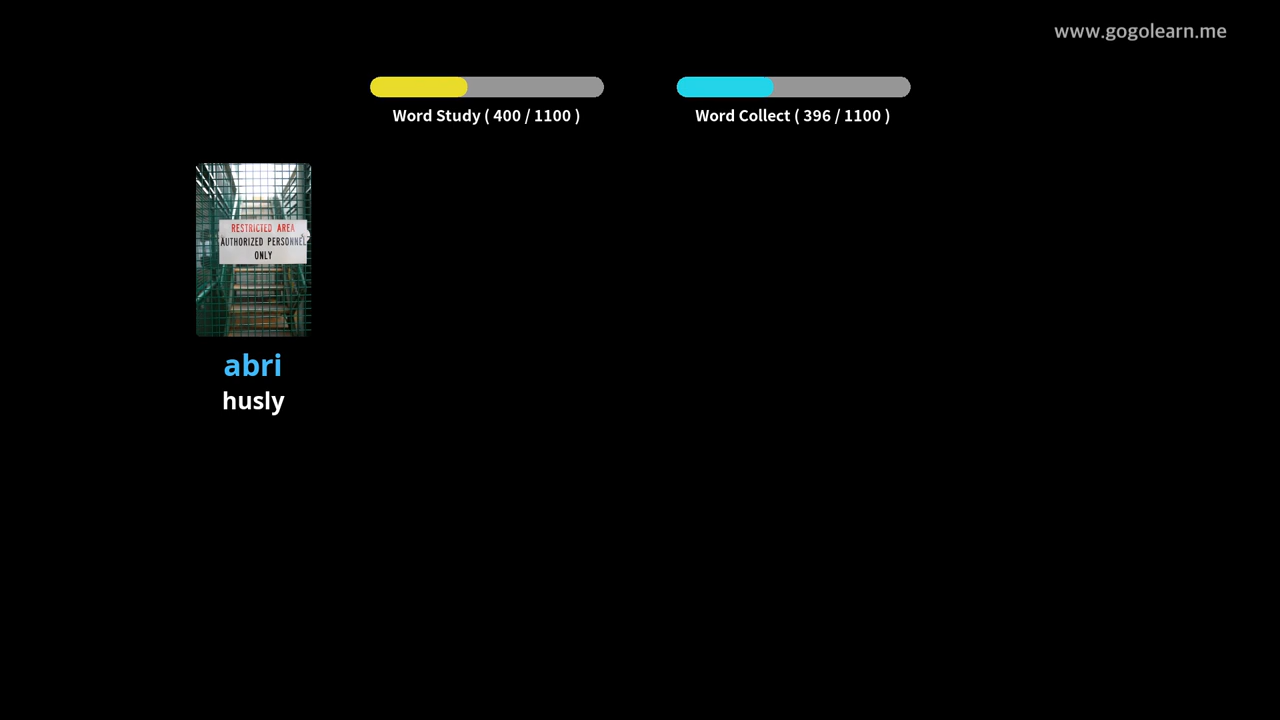 www.gogolearn.me
Word Study ( 400 / 1100 )
Word Collect ( 396 / 1100 )
RESTRICTED AREA
AUTHORIZED PERSONNEL
ONLY
abri
husly